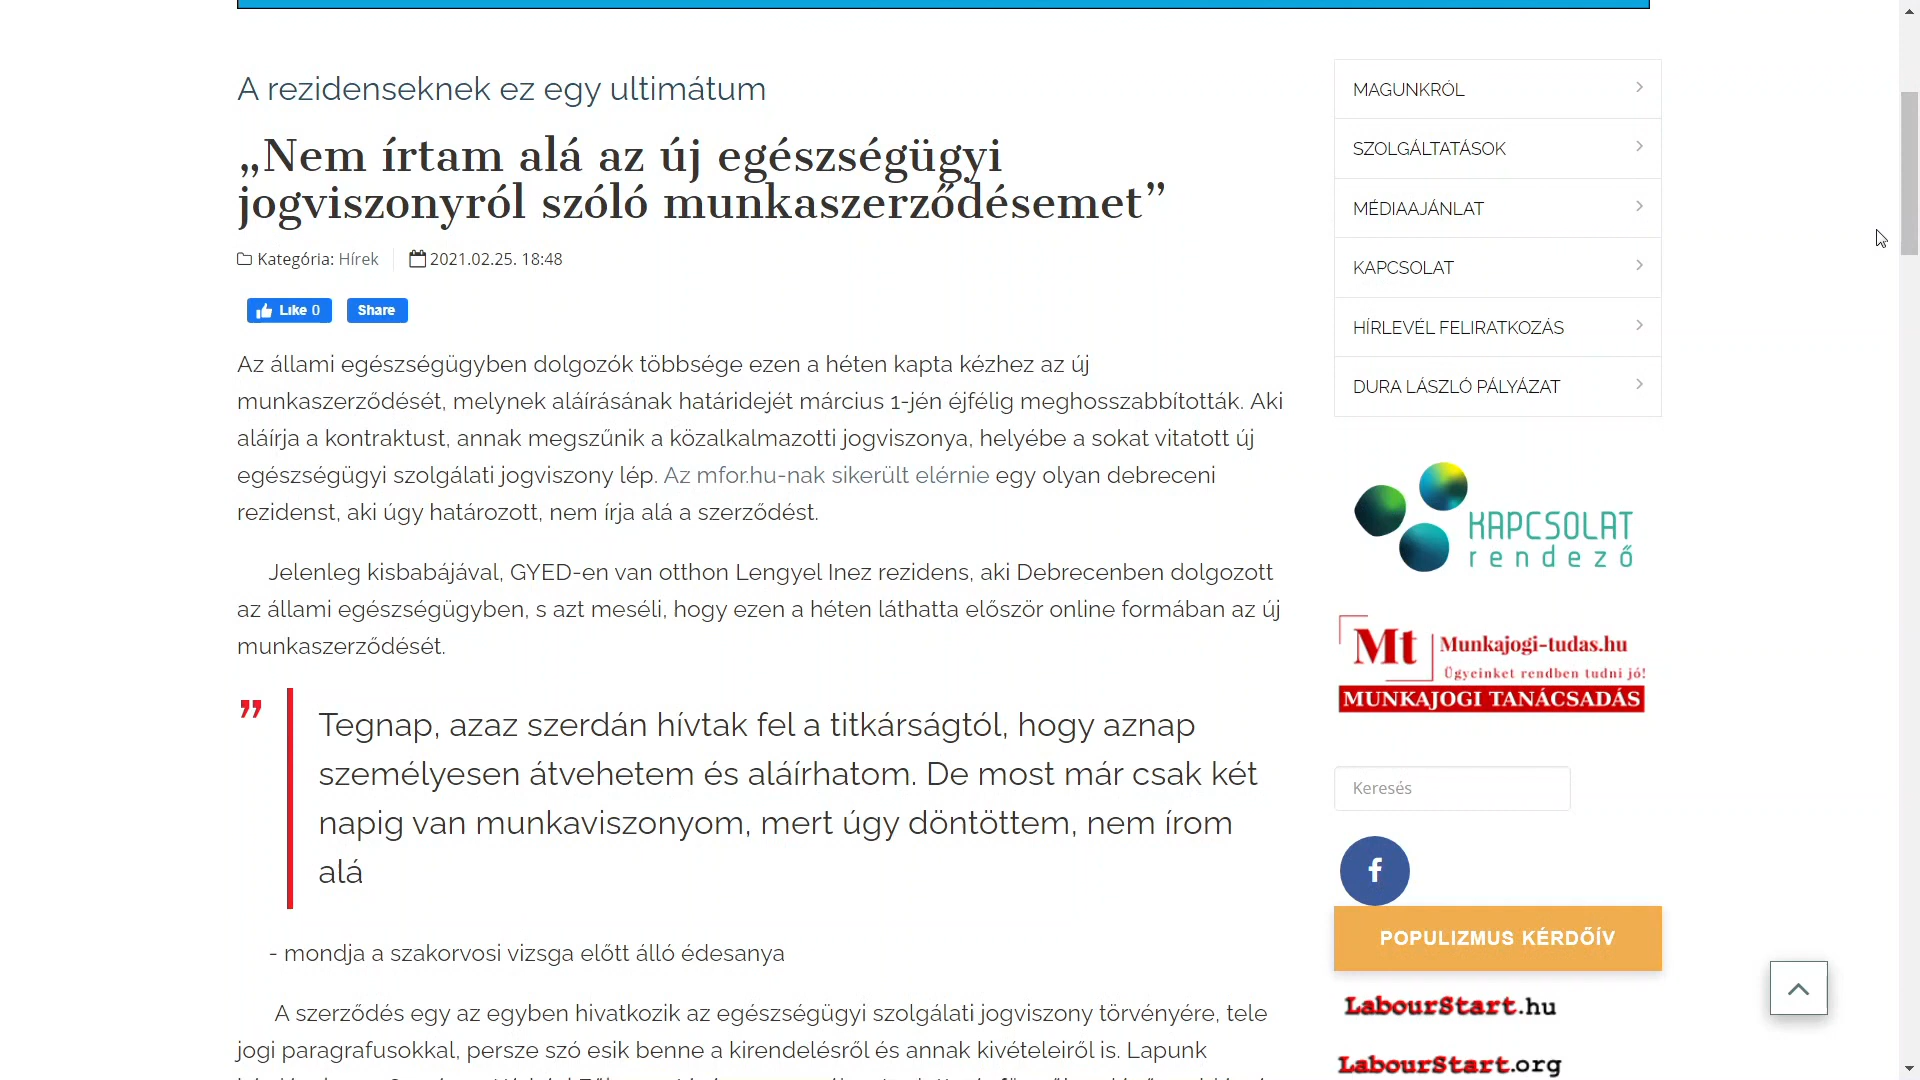 A rezidenseknek ez egy ultimátum
„Nem írtam alá az új egészségügyi
jogviszonyról szóló munkaszerződésemet”
Kategória: Hírek 2021.02.25. 18:48
Like 0 Share
Az állami egészségügyben dolgozók többsége ezen a héten kapta kézhez az új
munkaszerződését, melynek aláírásának határidejét március 1-jén éjfélig meghosszabbították. Aki
aláírja a kontraktust, annak megszűnik a közalkalmazotti jogviszonya, helyébe a sokat vitatott új
egészségügyi szolgálati jogviszony lép. Az mfor.hu-nak sikerült elérnie egy olyan debreceni
rezidenst, aki úgy határozott, nem írja alá a szerződést.
Jelenleg kisbabájával, GYED-en van otthon Lengyel Inez rezidens, aki Debrecenben dolgozott
az állami egészségügyben, s azt meséli, hogy ezen a héten láthatta először online formában az új
munkaszerződését.
” Tegnap, azaz szerdán hívtak fel a titkárságtól, hogy aznap
személyesen átvehetem és aláírhatom. De most már csak két
napig van munkaviszonyom, mert úgy döntöttem, nem írom
alá
- mondja a szakorvosi vizsga előtt álló édesanya
A szerződés egy az egyben hivatkozik az egészségügyi szolgálati jogviszony törvényére, tele
jogi paragrafusokkal, persze szó esik benne a kirendelésről és annak kivételeiről is. Lapunk
MAGUNKRÓL
SZOLGÁLTATÁSOK
MÉDIAAJÁNLAT
KAPCSOLAT
HÍRLEVÉL FELIRATKOZÁS
DURA LÁSZLÓ PÁLYÁZAT
KAPCSOLAT
rendező
Mt Munkajogi-tudas.hu
Ügyeinket rendben tudni jó!
MUNKAJOGI TANÁCSADÁS
Keresés
f
POPULIZMUS KÉRDŐÍV
LabourStart.hu
LabourStart.org